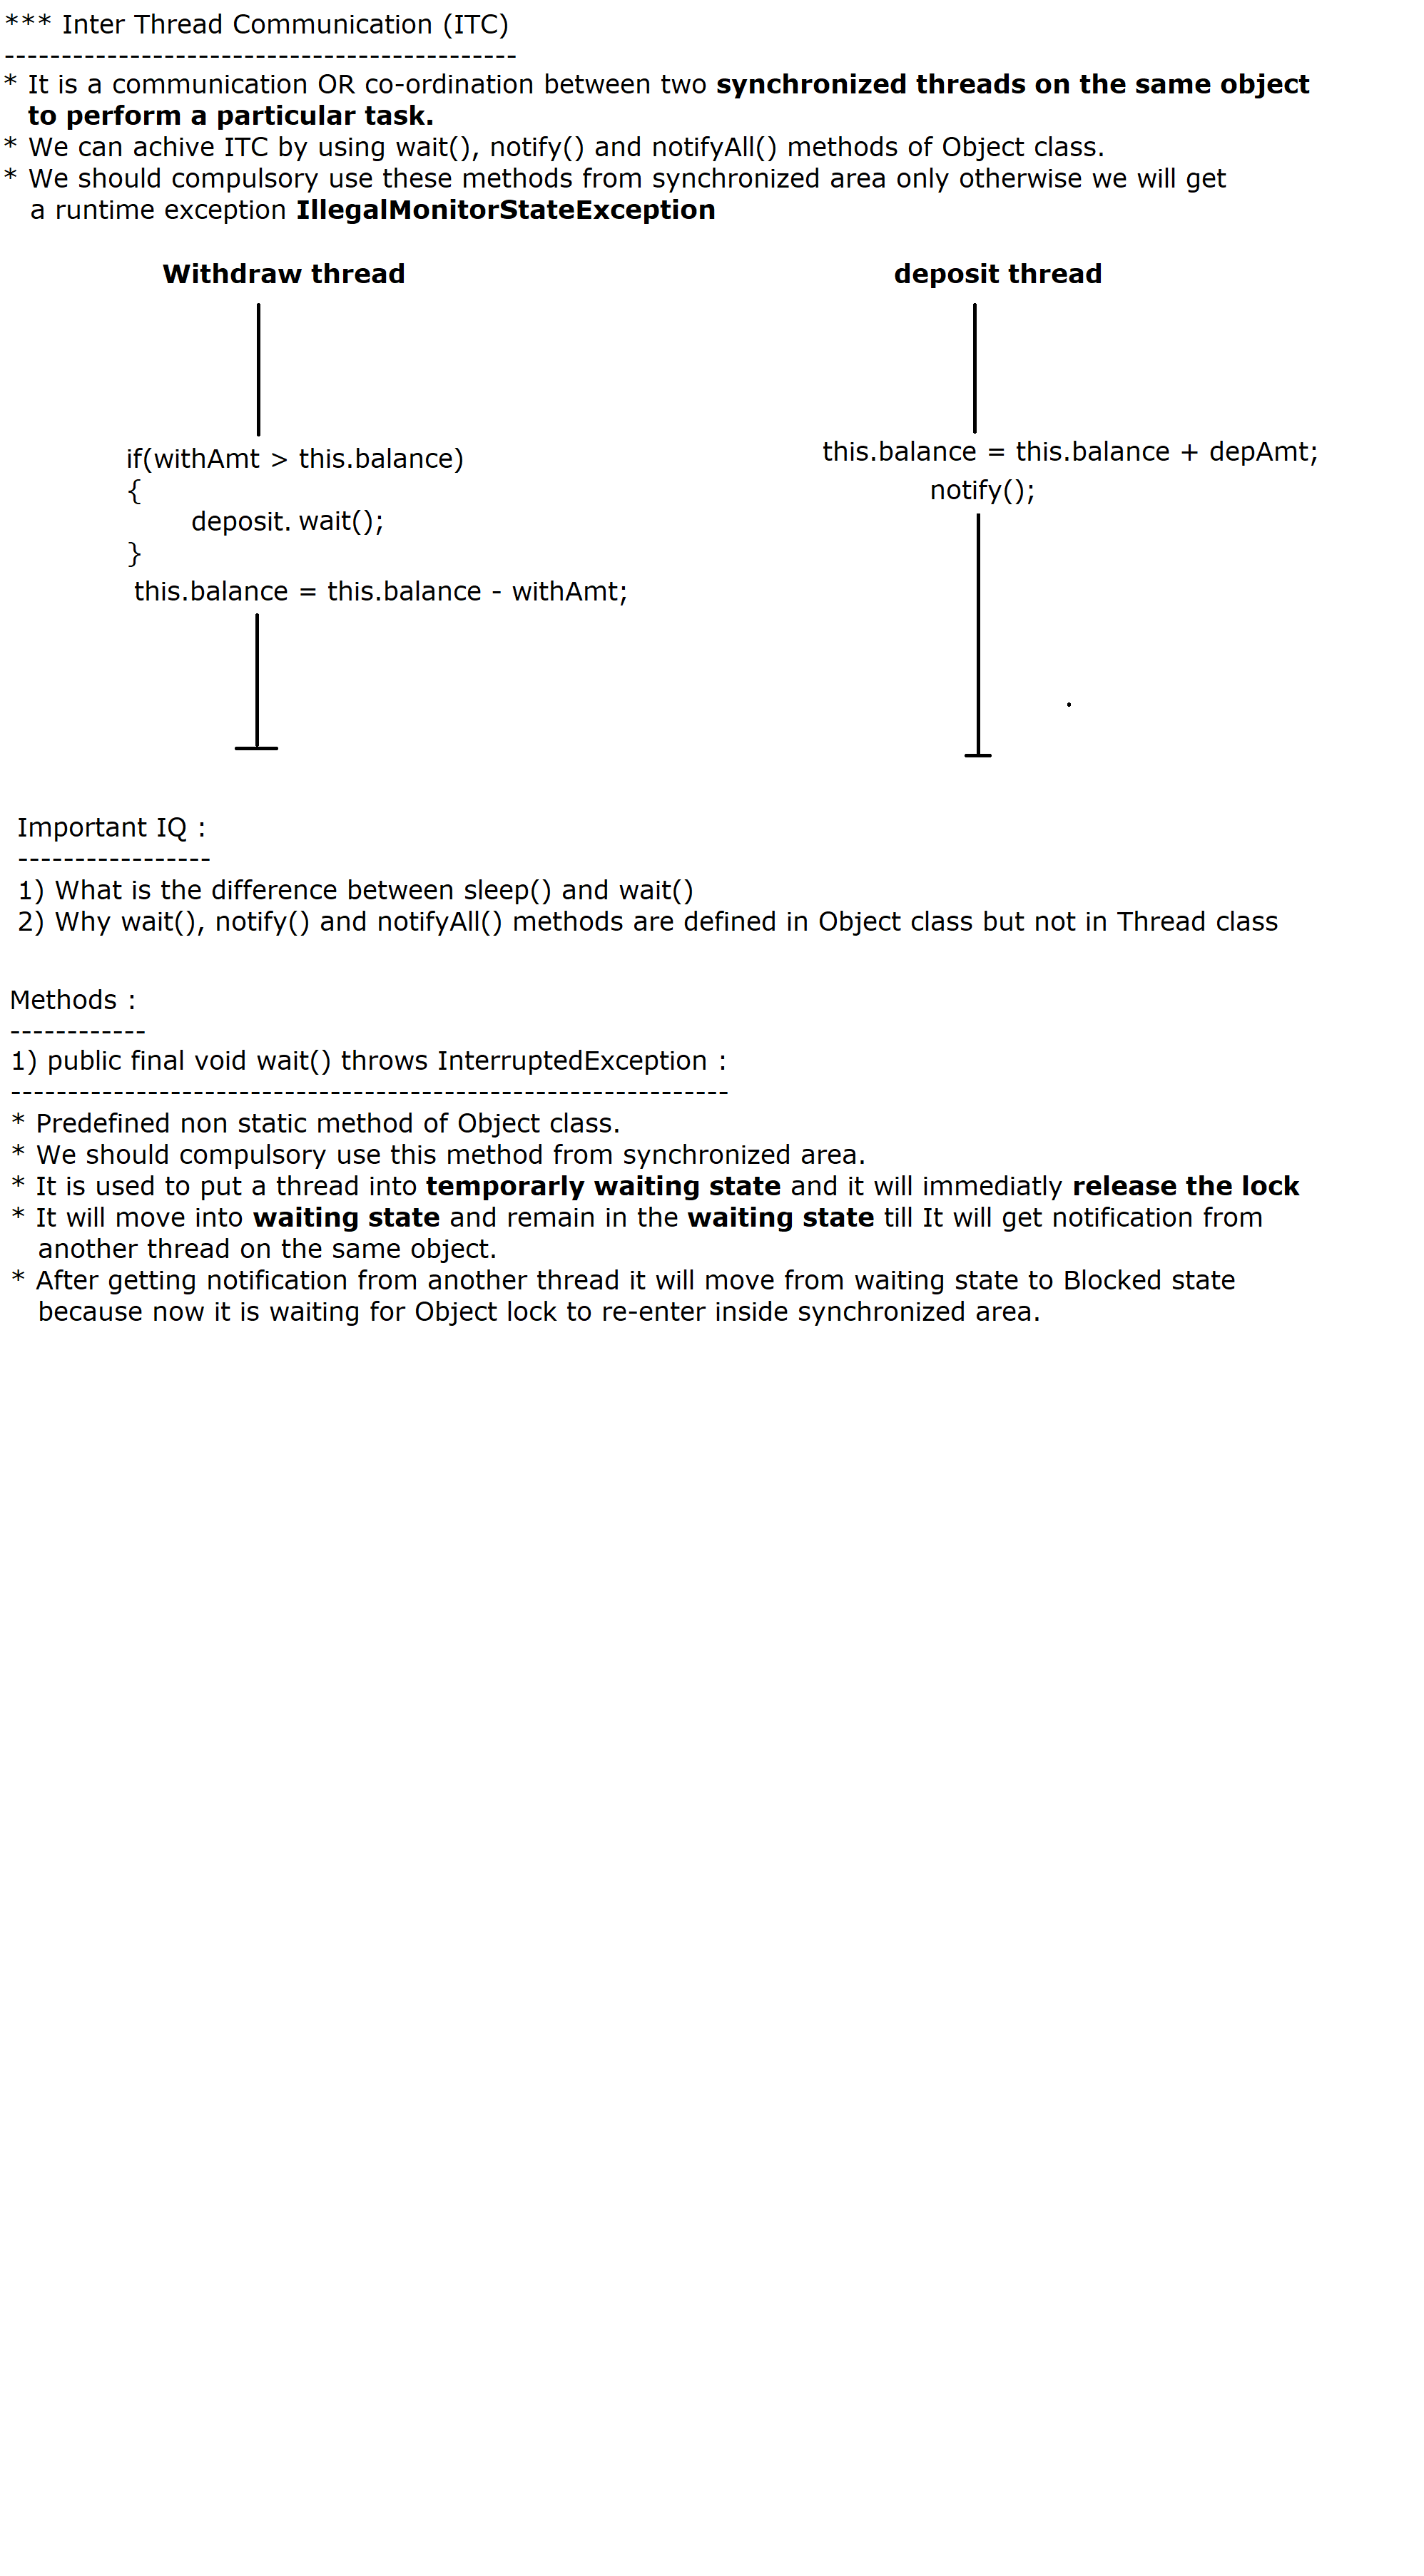 *** Inter Thread Communication (ITC)
---------------------------------------------
* It is a communication OR co-ordination between two synchronized threads on the same object
to perform a particular task.
* We can achive ITC by using wait(), notify() and notifyAll() methods of Object class.
* We should compulsory use these methods from synchronized area only otherwise we will get
a runtime exception IllegalMonitorStateException
Withdraw thread
if(withAmt > this.balance)
{
deposit. wait();
}
this.balance = this.balance - withAmt;
deposit thread
this.balance = this.balance + depAmt;
notify();
Important IQ :
-----------------
1) What is the difference between sleep() and wait()
2) Why wait(), notify() and notifyAll() methods are defined in Object class but not in Thread class
Methods :
------------
1) public final void wait() throws InterruptedException :
---------------------------------------------------------------
* Predefined non static method of Object class.
* We should compulsory use this method from synchronized area.
* It is used to put a thread into temporarly waiting state and it will immediatly release the lock
* It will move into waiting state and remain in the waiting state till It will get notification from
another thread on the same object.
* After getting notification from another thread it will move from waiting state to Blocked state
because now it is waiting for Object lock to re-enter inside synchronized area.